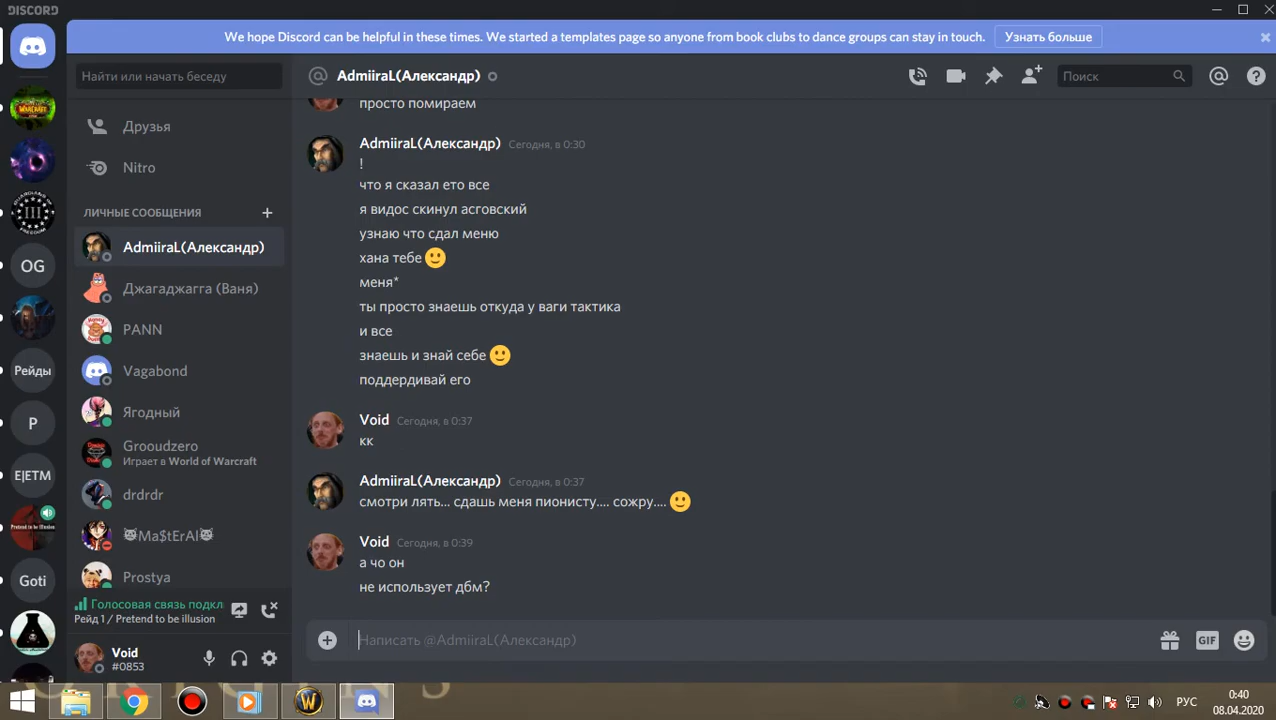 DISCORD
We hope Discord can be helpful in these times. We started a templates page so anyone from book clubs to dance groups can stay in touch.
Узнать больше
Найти или начать беседу
@
AdmiiraL(Александр)
Поиск
просто помираем
Друзья
Nitro
ЛИЧНЫЕ СООБЩЕНИЯ
AdmiiraL(Александр)
Джагаджагга (Ваня)
PANN
Vagabond
Ягодный
Grooudzero
Играет в World of Warcraft
drdrdr
Ma$tErAl
Prostya
III
OG
Рейды
P
E|ETM
Pretend to be illusion
Goti
Голосовая связь подкл
Рейд 1 / Pretend to be illusion
Void
#0853
AdmiiraL(Александр) Сегодня, в 0:30
!
что я сказал ето все
я видос скинул асговский
узнаю что сдал меню
хана тебе 🙂
меня*
ты просто знаешь откуда у ваги тактика
и все
знаешь и знай себе 🙂
поддердивай его
Void Сегодня, в 0:37
кк
AdmiiraL(Александр) Сегодня, в 0:37
смотри лять... сдашь меня пионисту.... сожру.... 🙂
Void Сегодня, в 0:39
а чо он
не использует дбм?
Написать @AdmiiraL(Александр)
GIF
РУС
0:40
08.04.2020